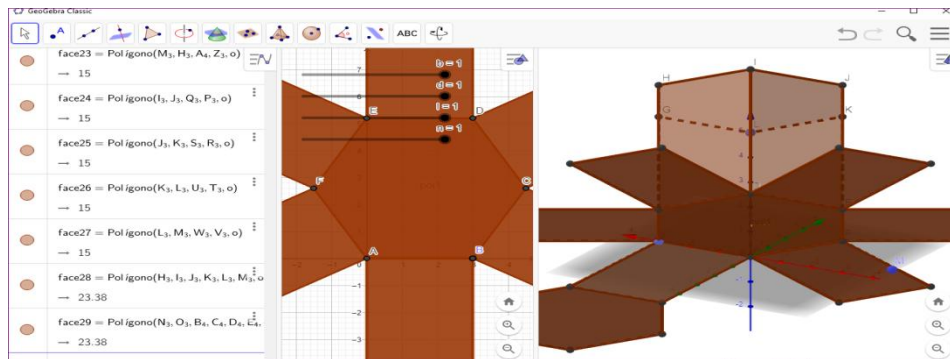 GeoGebra Classic
ABC
face23 = Polígono(M₃, H₃, A₄, Z₃, o)
→ 15
face24 = Polígono(I₃, J₃, Q₃, P₃, o)
→ 15
face25 = Polígono(J₃, K₃, S₃, R₃, o)
→ 15
face26 = Polígono(K₃, L₃, U₃, T₃, o)
→ 15
face27 = Polígono(L₃, M₃, W₃, V₃, o)
→ 15
face28 = Polígono(H₃, I₃, J₃, K₃, L₃, M₃, o
→ 23.38
face29 = Polígono(N₃, O₃, B₄, C₄, D₄, E₄,
→ 23.38
b = 1
d = 1
l = 1
n = 1
7
6
E
D
F
C
3
2
1
A
B
0
1
2
3
4
−1
−2
−3
I
H
J
G
K
4
3
−1
−2